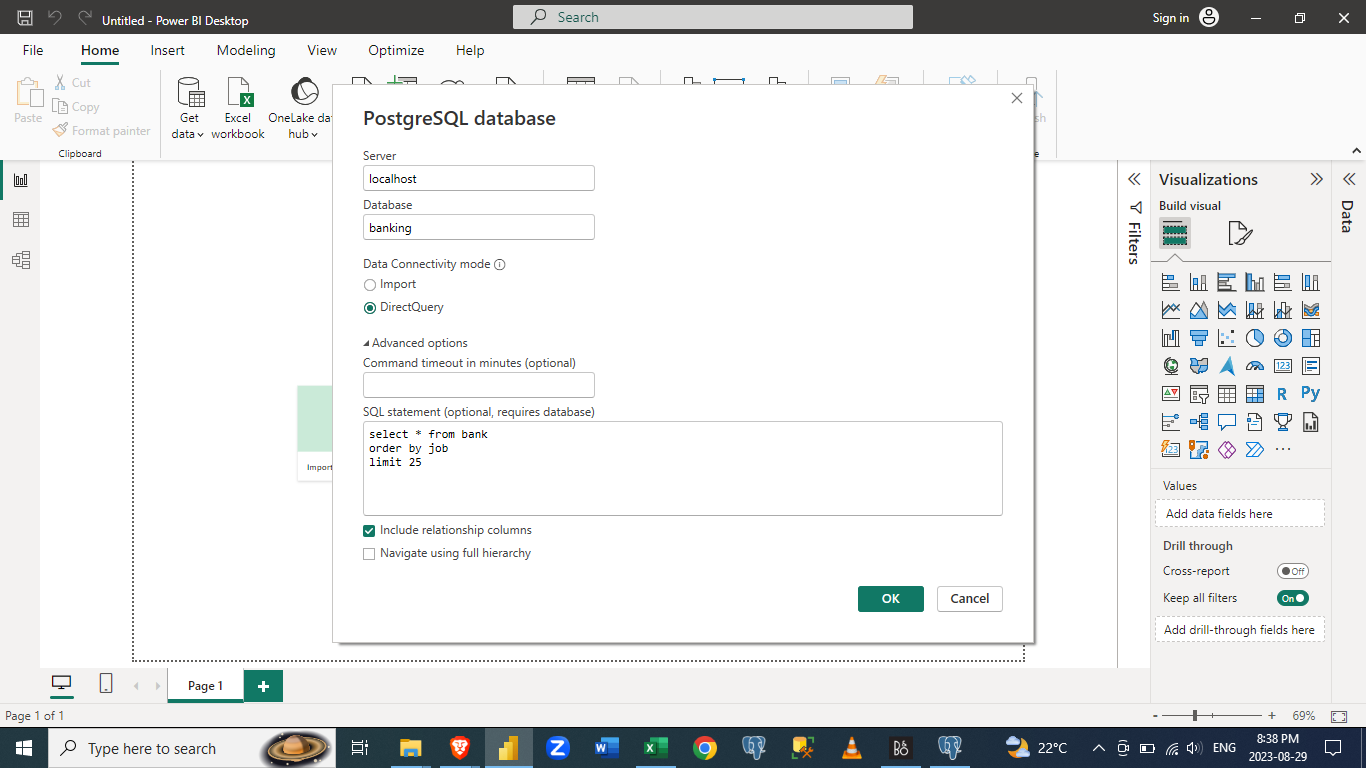 Untitled - Power BI Desktop
Search
Sign in
File
Home
Insert
Modeling
View
Optimize
Help
Paste
Cut
Copy
Format painter
Clipboard
Get data
Excel workbook
OneLake
hub
PostgreSQL database
Server
localhost
Database
banking
Data Connectivity mode
Import
DirectQuery
Advanced options
Command timeout in minutes (optional)
SQL statement (optional, requires database)
select * from bank
order by job
limit 25
Include relationship columns
Navigate using full hierarchy
OK
Cancel
Import
Filters
Visualizations
Build visual
123
R
Py
123
Values
Add data fields here
Drill through
Cross-report
Off
Keep all filters
On
Add drill-through fields here
Data
Page 1
Page 1 of 1
69%
Type here to search
22°C
ENG
8:38 PM
2023-08-29